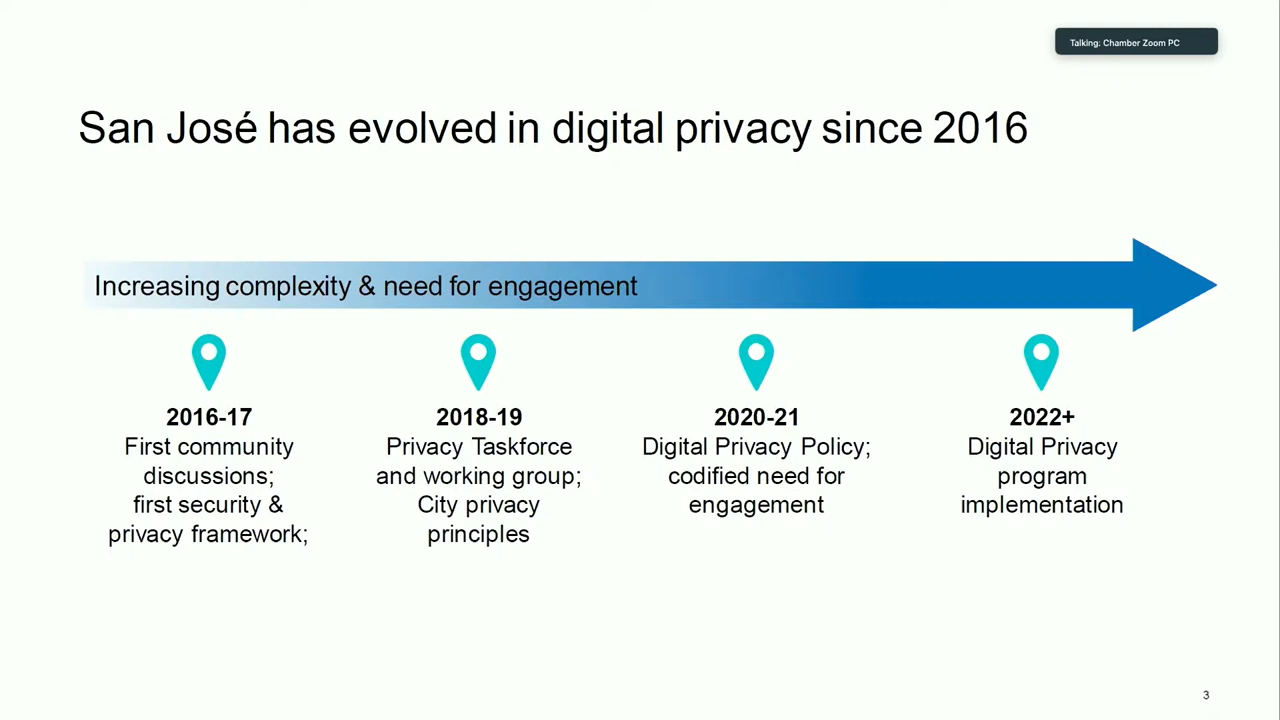 Talking: Chamber Zoom PC
San José has evolved in digital privacy since 2016
Increasing complexity & need for engagement
2016-17
First community
discussions;
first security &
privacy framework;
2018-19
Privacy Taskforce
and working group;
City privacy
principles
2020-21
Digital Privacy Policy;
codified need for
engagement
2022+
Digital Privacy
program
implementation
3